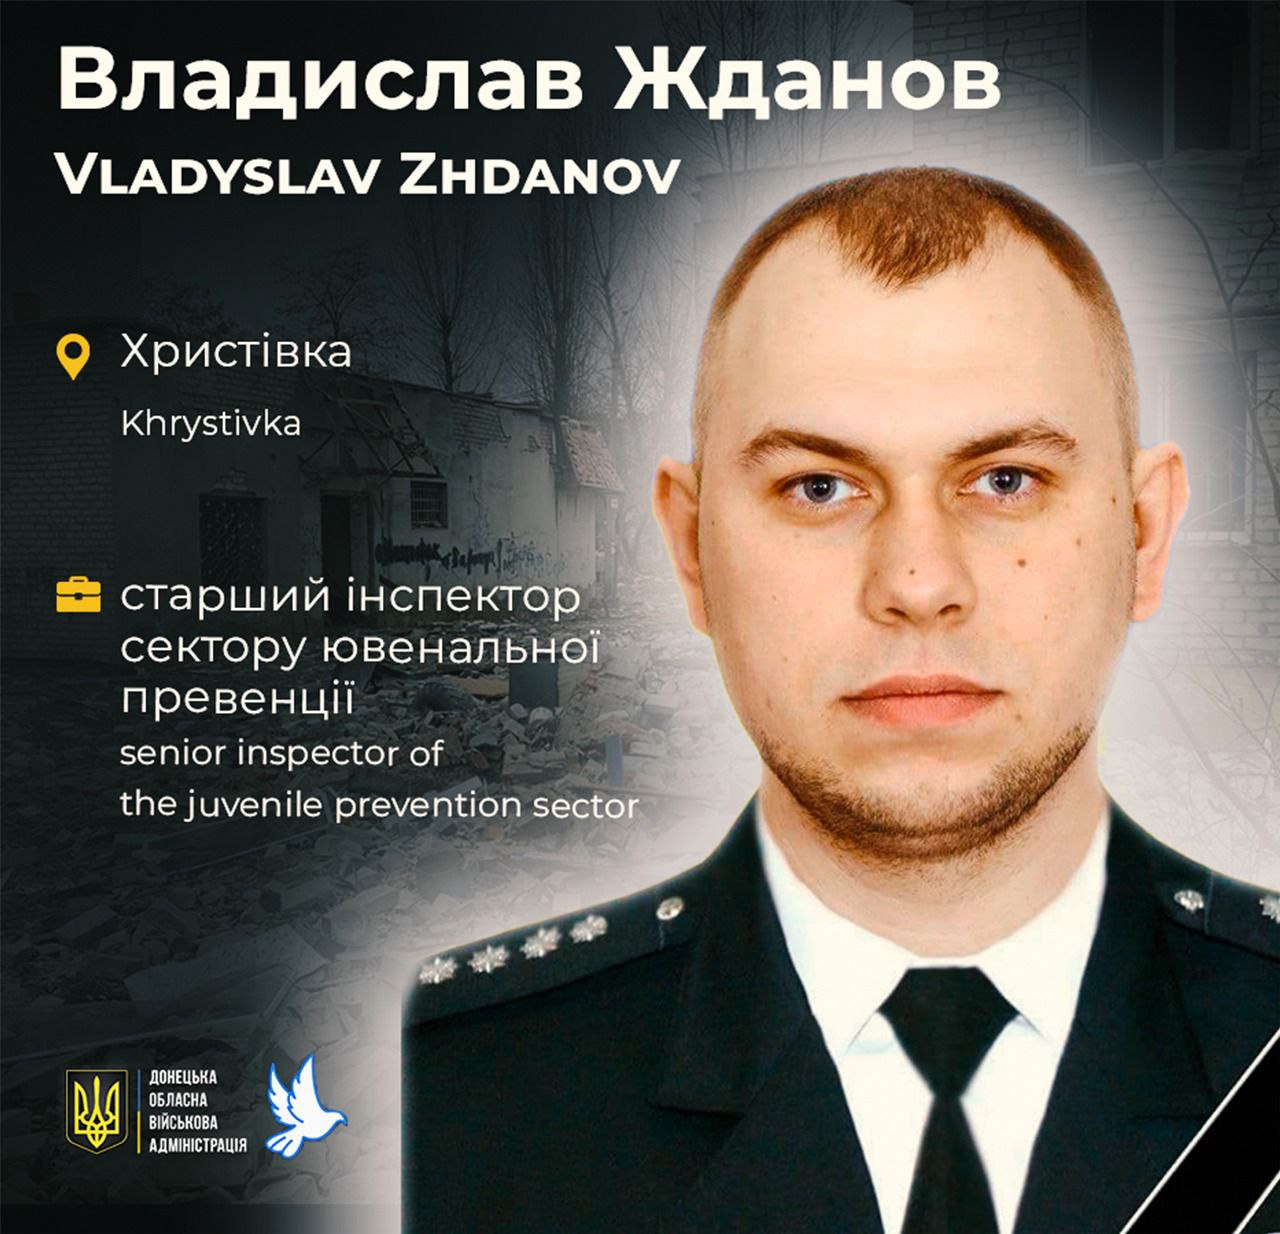 Владислав Жданов
VLADYSLAV ZHDANOV
Христівка
Khrystivka
старший інспектор
сектору ювенальної
превенції
senior inspector of
the juvenile prevention sector
ДОНЕЦЬКА
ОБЛАСНА
ВІЙСЬКОВА
АДМІНІСТРАЦІЯ